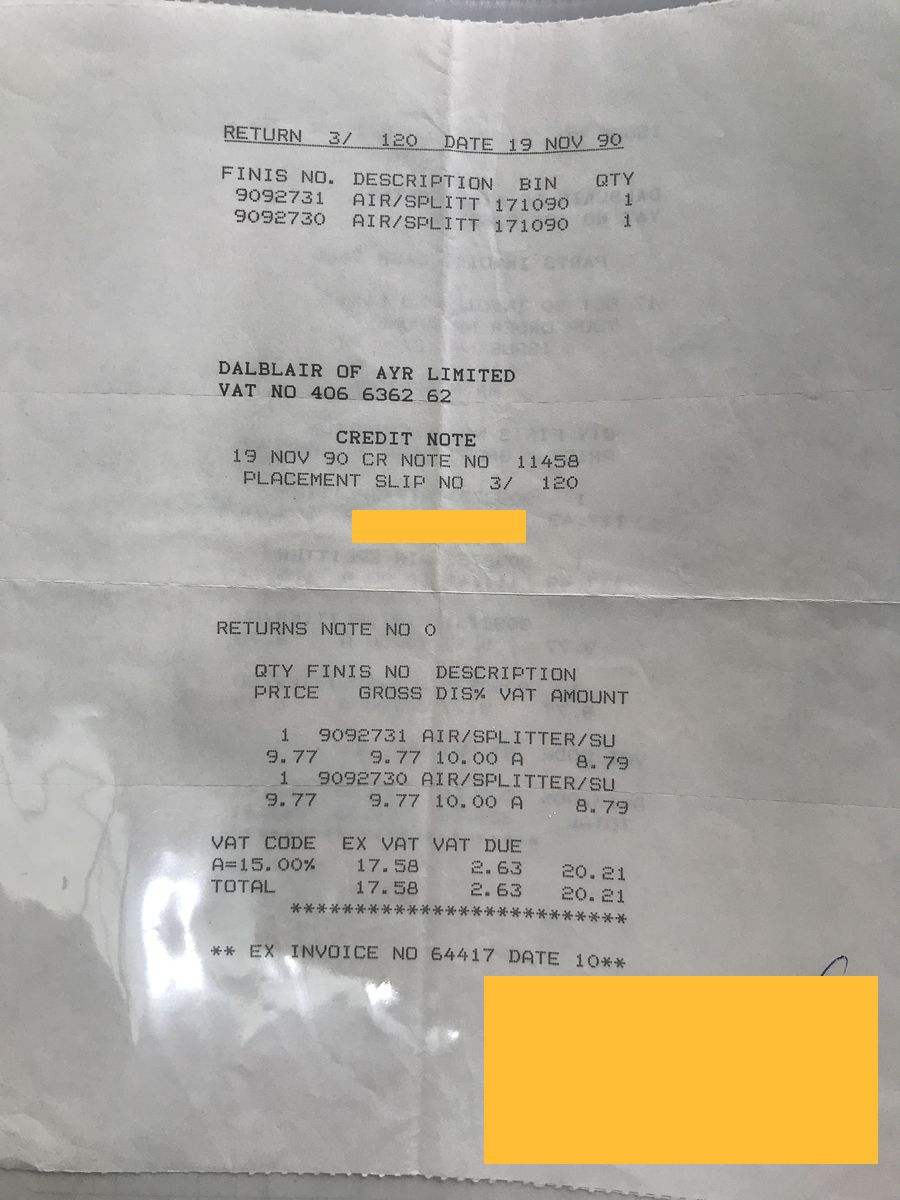 RETURN 3/ 120 DATE 19 NOV 90
FINIS NO. DESCRIPTION BIN QTY
9092731 AIR/SPLITT 171090 1
9092730 AIR/SPLITT 171090 1
DALBLAIR OF AYR LIMITED
VAT NO 406 6362 62
CREDIT NOTE
19 NOV 90 CR NOTE NO 11458
PLACEMENT SLIP NO 3/ 120
RETURNS NOTE NO 0
QTY FINIS NO DESCRIPTION
PRICE GROSS DIS% VAT AMOUNT
1 9092731 AIR/SPLITTER/SU
9.77 9.77 10.00 A 8.79
1 9092730 AIR/SPLITTER/SU
9.77 9.77 10.00 A 8.79
VAT CODE EX VAT VAT DUE
A=15.00% 17.58 2.63 20.21
TOTAL 17.58 2.63 20.21
**************************
** EX INVOICE NO 64417 DATE 10**